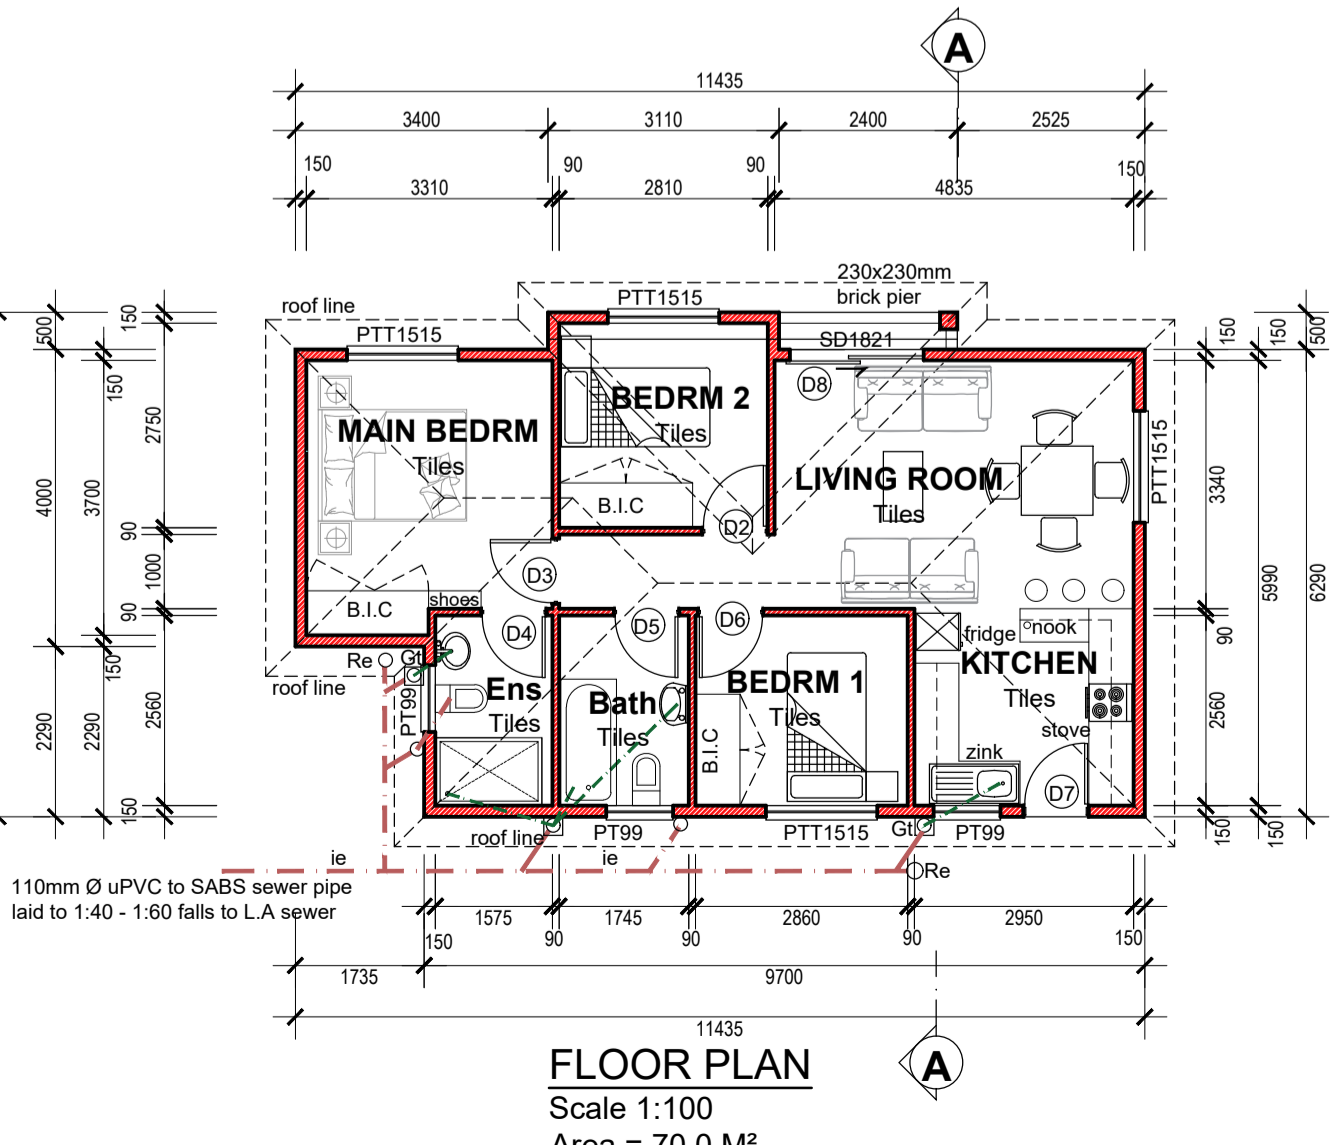 A
11435
3400 3110 2400 2525
150 90 90 150
3310 2810 4835
230x230mm
brick pier
roof line
PTT1515
PTT1515
SD1821
D8
BEDRM 2
Tiles
MAIN BEDRM
Tiles
LIVING ROOM
Tiles
PTT1515
B.I.C
D2
D3
B.I.C
shoes
D4
D5
D6
fridge
nook
KITCHEN
Tiles
Re
Gt
roof line
PT99
Ens
Tiles
Bath
Tiles
BEDRM 1
Tiles
B.I.C
stove
zink
D7
roof line
PT99
PTT1515
Gt
PT99
ie
ie
Re
110mm Ø uPVC to SABS sewer pipe
laid to 1:40 - 1:60 falls to L.A sewer
500
4000
2290
150
3700
150
2290
150
2750
90
1000
90
2560
150
150
3340
90
2560
150
150
5990
150
500
6290
1575 1745 2860 2950
150 90 90 90 150
1735 9700
11435
A
FLOOR PLAN
Scale 1:100
Area = 70.0 M²